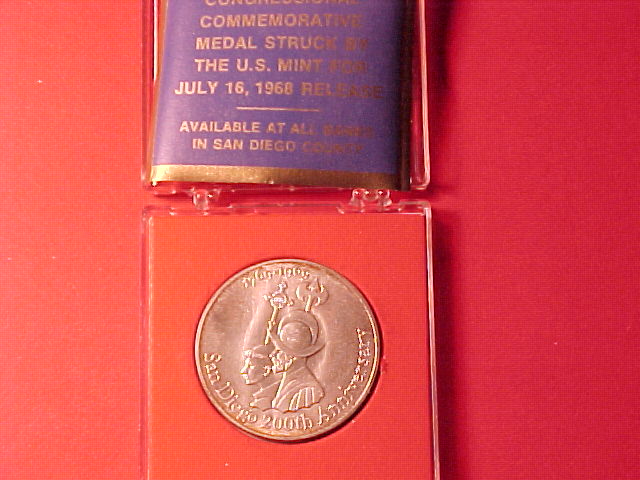 CONGRESSIONAL
COMMEMORATIVE
MEDAL STRUCK BY
THE U.S. MINT FOR
JULY 16, 1968 RELEASE
AVAILABLE AT ALL BANKS
IN SAN DIEGO COUNTY
1769-1969
San Diego 200th Anniversary